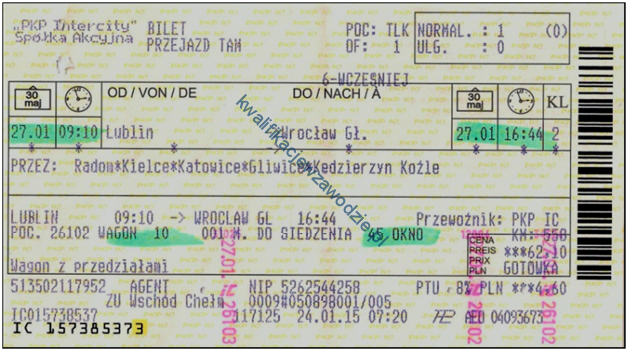 „PKP Intercity” BILET POC: TLK NORMAL. : 1 (0)
Spółka Akcyjna PRZEJAZD TAM OF: 1 ULG. : 0
6-WCZEŚNIEJ
30 maj OD / VON / DE DO / NACH / A 30 maj KL
27.01 09:10 Lublin *Wrocław Gł. 27.01 16:44 2
* * * * * *
PRZEZ: Radom*Kielce*Katowice*Gliwice*Kędzierzyn Koźle
LUBLIN 09:10 -> WROCLAW GL 16:44 Przewoźnik: PKP IC
POC. 26102 WAGON 10 001 M. DO SIEDZENIA 45 OKNO KM: 550
CENA PREIS PRIX PLN ***62,10
Wagon z przedziałami GOTÓWKA
513502117952 AGENT NIP 5262544258 PTU : 8% PLN ***4,60
ZU Wschód Chełm 0009#050898001/005
IC015738537 117125 24.01.15 07:20 AED 04093673
IC 157385373
kwalifikacjewzawodzie.pl